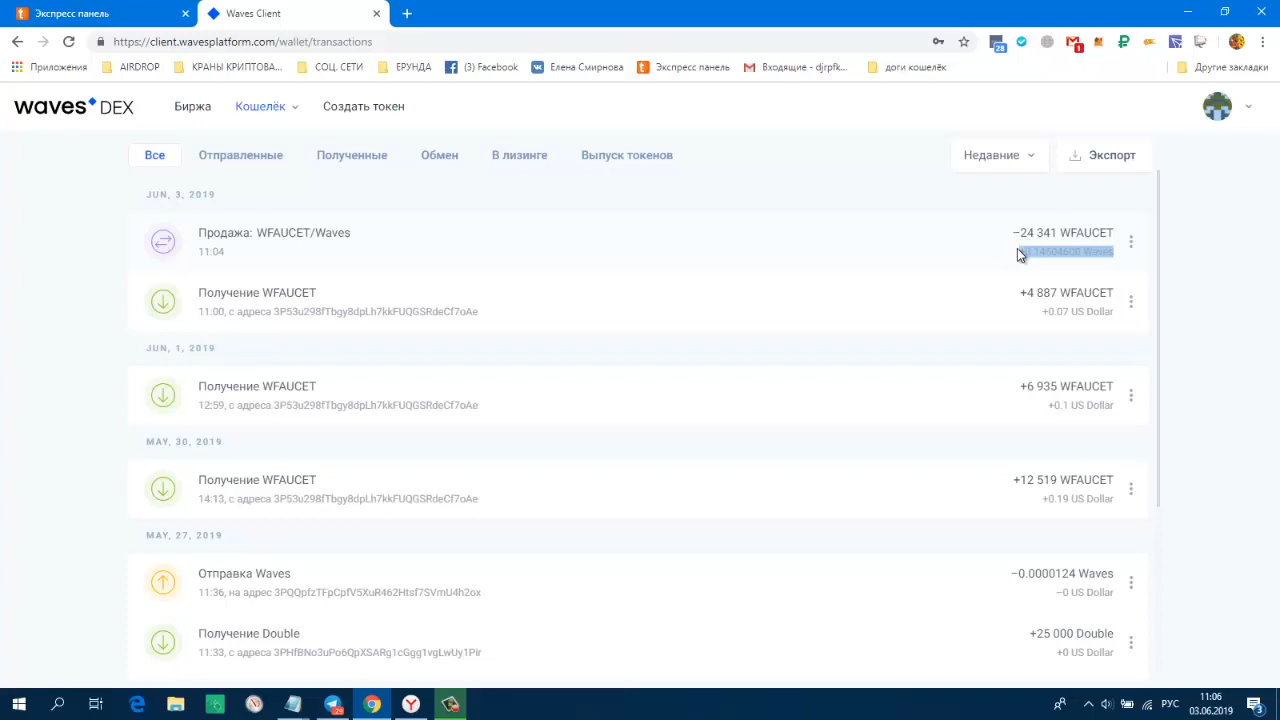 Экспресс панель
Waves Client
https://client.wavesplatform.com/wallet/transactions
28
1
Приложения
AIRDROP
КРАНЫ КРИПТОВА...
СОЦ. СЕТИ
ЕРУНДА
(3) Facebook
Елена Смирнова
Экспресс панель
Входящие - djrpfk...
доги кошелёк
Другие закладки
waves DEX
Биржа
Кошелёк
Создать токен
Все
Отправленные
Полученные
Обмен
В лизинге
Выпуск токенов
Недавние
Экспорт
JUN, 3, 2019
Продажа: WFAUCET/Waves
−24 341 WFAUCET
11:04
+0.14604600 Waves
Получение WFAUCET
+4 887 WFAUCET
11:00, с адреса 3P53u298fTbgy8dpLh7kkFUQGSRdeCf7oAe
+0.07 US Dollar
JUN, 1, 2019
Получение WFAUCET
+6 935 WFAUCET
12:59, с адреса 3P53u298fTbgy8dpLh7kkFUQGSRdeCf7oAe
+0.1 US Dollar
MAY, 30, 2019
Получение WFAUCET
+12 519 WFAUCET
14:13, с адреса 3P53u298fTbgy8dpLh7kkFUQGSRdeCf7oAe
+0.19 US Dollar
MAY, 27, 2019
Отправка Waves
−0.0000124 Waves
11:36, на адрес 3PQQpfzTFpCpfV5XuR462Htsf7SVmU4h2ox
−0 US Dollar
Получение Double
+25 000 Double
11:33, с адреса 3PHfBNo3uPo6QpXSARg1cGgg1vgLwUy1Pir
+0 US Dollar
РУС
11:06
03.06.2019
3